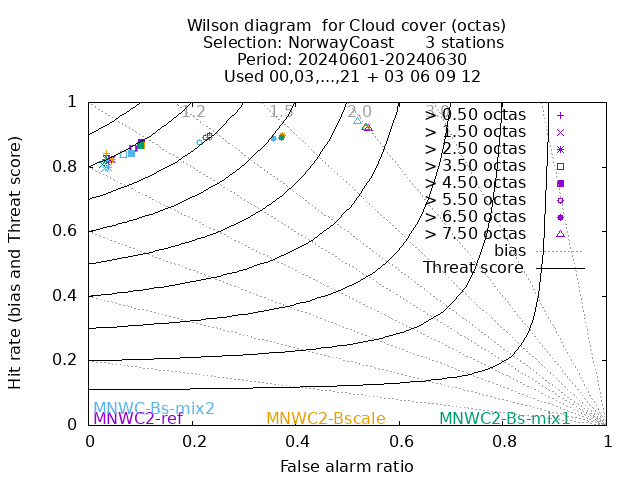 Wilson diagram  for Cloud cover (octas)
Selection: NorwayCoast      3 stations
Period: 20240601-20240630
Used 00,03,...,21 + 03 06 09 12
Hit rate (bias and Threat score)
1
0.8
0.6
0.4
0.2
0
1.2 1.5 2.0 3.0
> 0.50 octas
> 1.50 octas
> 2.50 octas
> 3.50 octas
> 4.50 octas
> 5.50 octas
> 6.50 octas
> 7.50 octas
bias
Threat score
MNWC-Bs-mix2
MNWC2-ref MNWC2-Bscale MNWC2-Bs-mix1
0 0.2 0.4 0.6 0.8 1
False alarm ratio